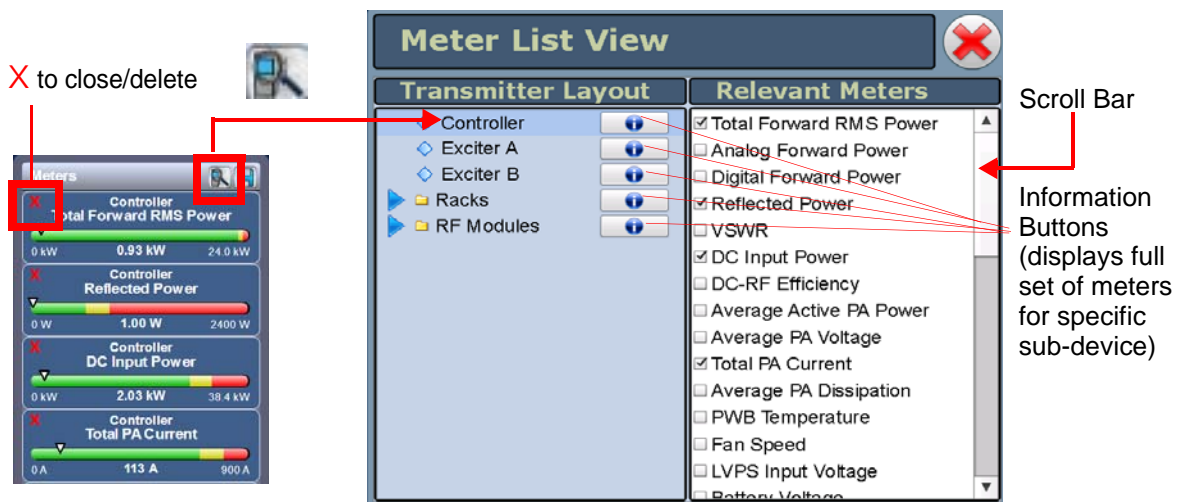 X to close/delete
Meters
X Controller
Total Forward RMS Power
0 kW 0.93 kW 24.0 kW
X Controller
Reflected Power
0 W 1.00 W 2400 W
X Controller
DC Input Power
0 kW 2.03 kW 38.4 kW
X Controller
Total PA Current
0 A 113 A 900 A
Meter List View
Transmitter Layout
Controller
Exciter A
Exciter B
Racks
RF Modules
Relevant Meters
Total Forward RMS Power
Analog Forward Power
Digital Forward Power
Reflected Power
VSWR
DC Input Power
DC-RF Efficiency
Average Active PA Power
Average PA Voltage
Total PA Current
Average PA Dissipation
PWB Temperature
Fan Speed
LVPS Input Voltage
Battery Voltage
Scroll Bar
Information
Buttons
(displays full
set of meters
for specific
sub-device)